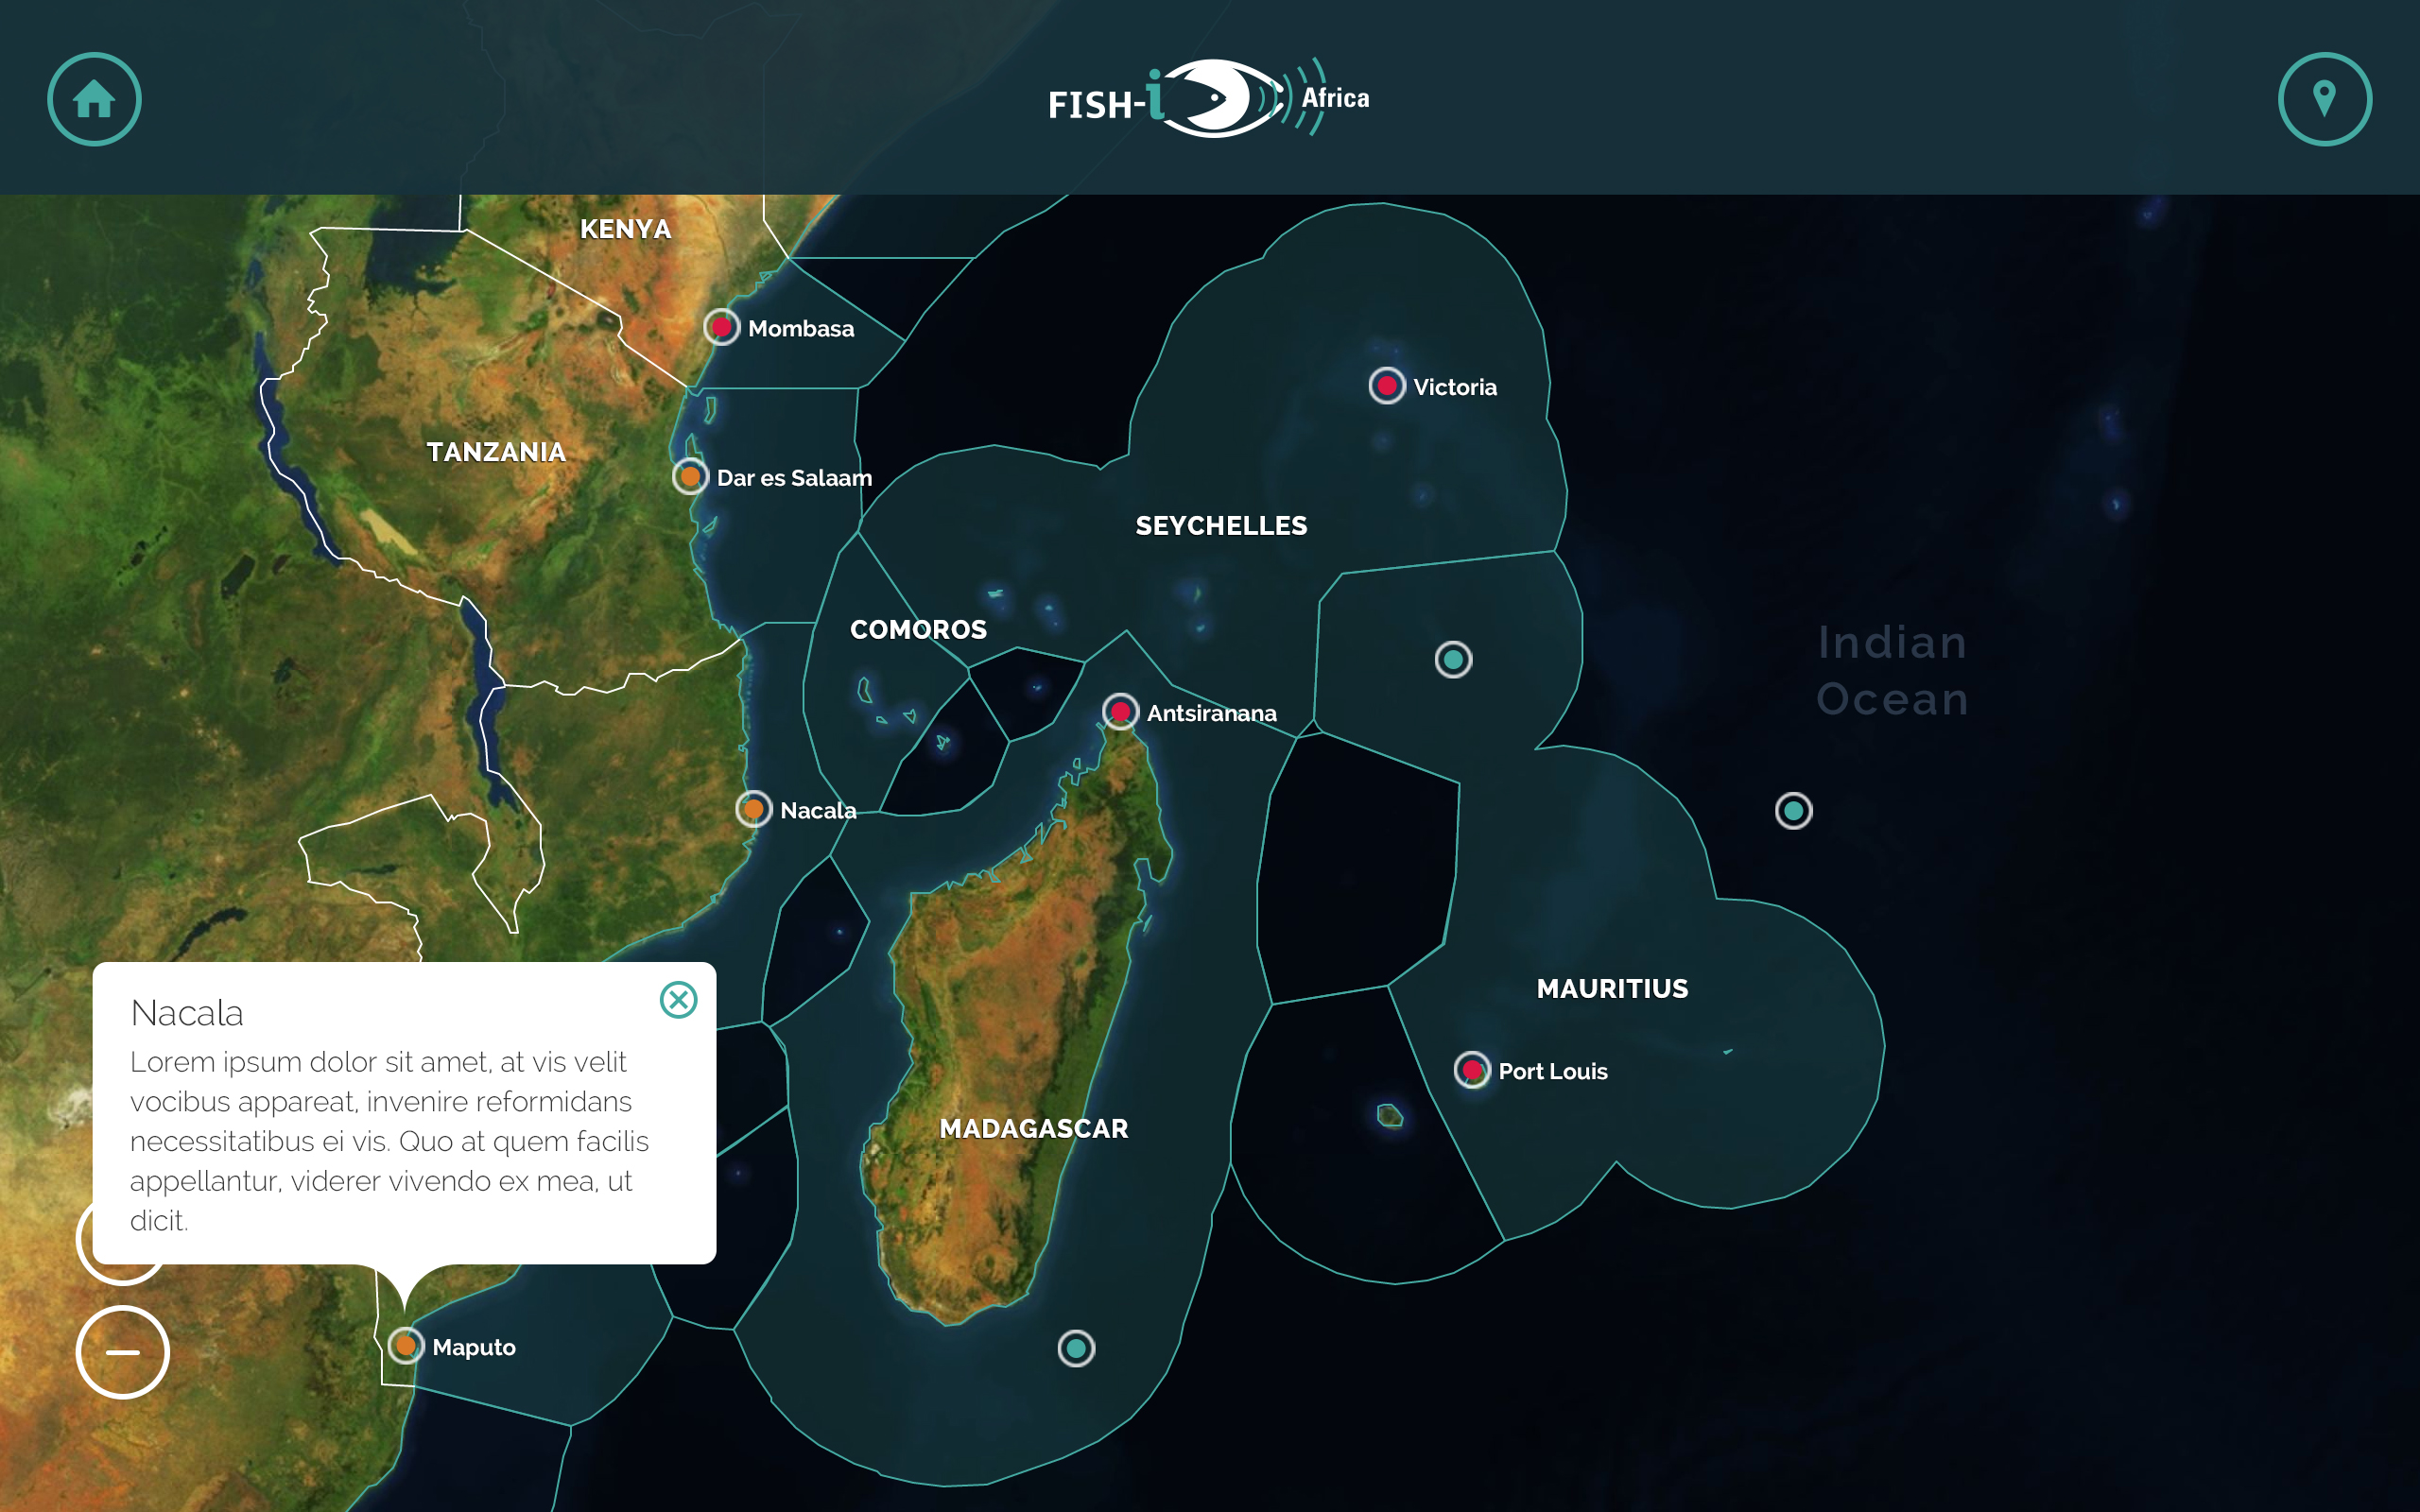 FISH-i Africa
KENYA
Mombasa
Victoria
TANZANIA
Dar es Salaam
SEYCHELLES
COMOROS
Indian
Ocean
Antsiranana
Nacala
MAURITIUS
Nacala
Lorem ipsum dolor sit amet, at vis velit
vocibus appareat, invenire reformidans
necessitatibus ei vis. Quo at quem facilis
appellantur, viderer vivendo ex mea, ut
dicit.
Port Louis
MADAGASCAR
Maputo